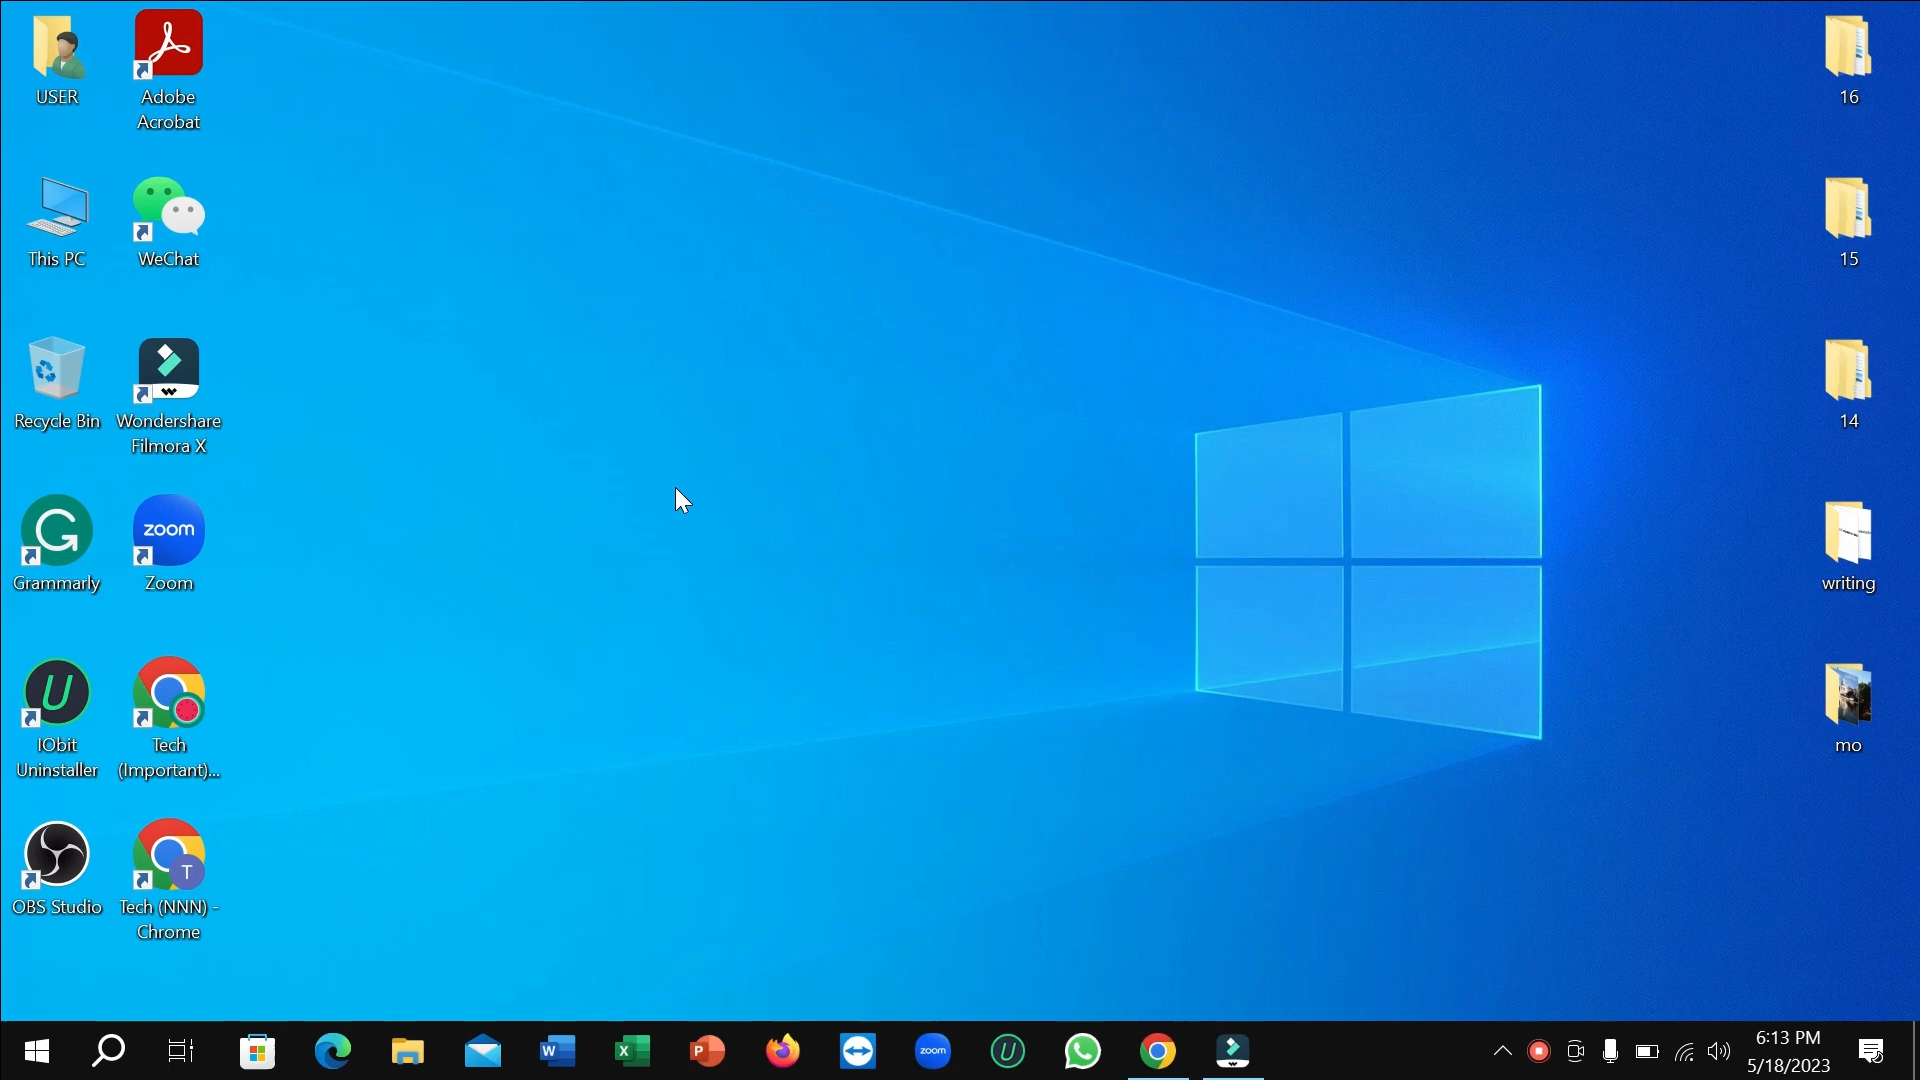 USER
Adobe
Acrobat
This PC
WeChat
Recycle Bin
Wondershare
Filmora X
Grammarly
zoom
Zoom
IObit
Uninstaller
Tech
(Important)...
OBS Studio
T
Tech (NNN) -
Chrome
16
15
14
writing
mo
W
X
P
zoom
6:13 PM
5/18/2023